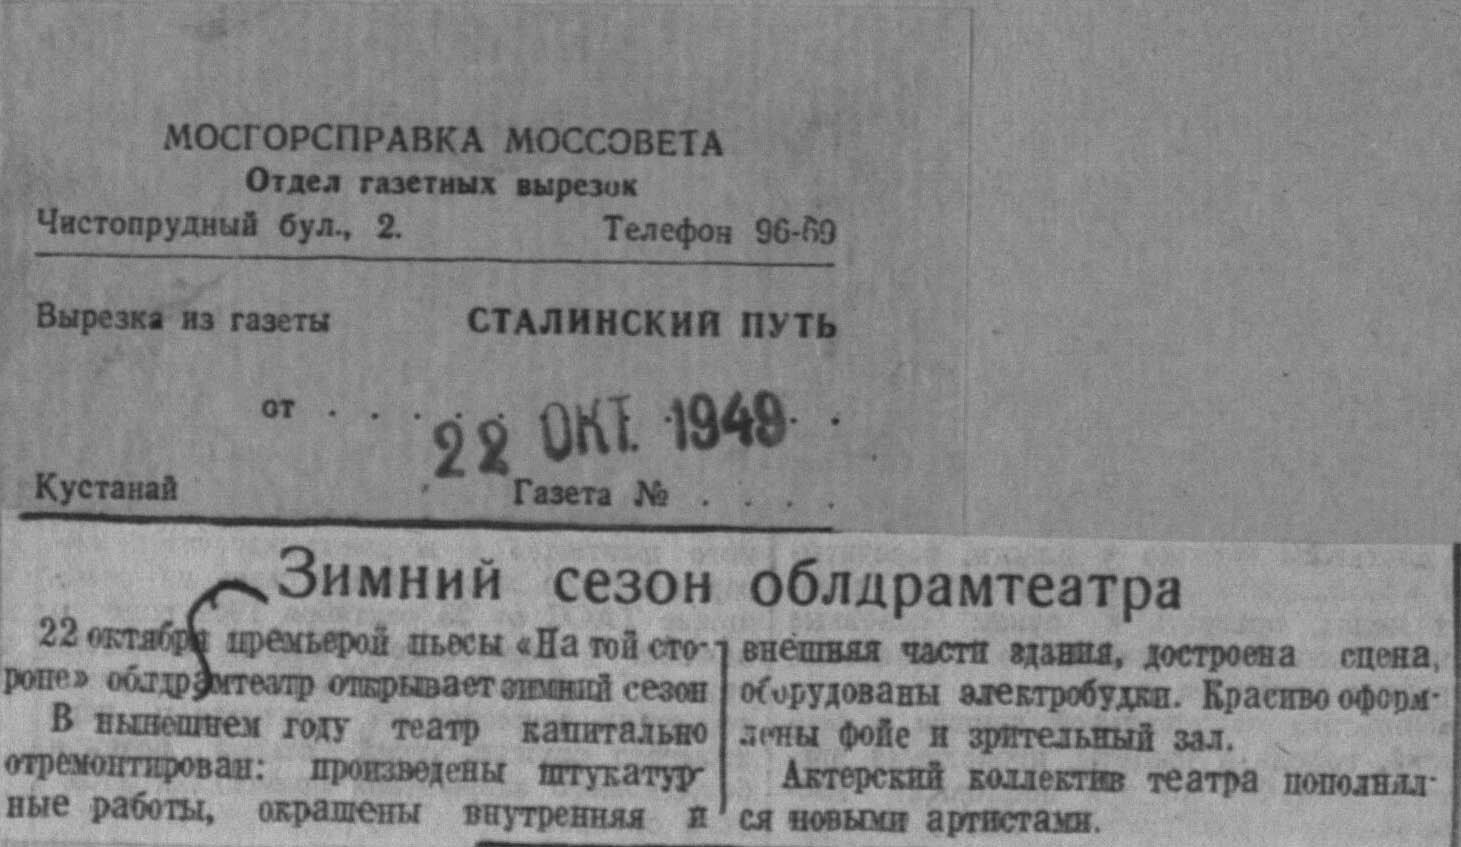 МОСГОРСПРАВКА МОССОВЕТА
Отдел газетных вырезок
Чистопрудный бул., 2. Телефон 96-69
Вырезка из газеты СТАЛИНСКИЙ ПУТЬ
от . . . . . 22 ОКТ. 1949 . .
Кустанай Газета № . . . .
Зимний сезон облдрамтеатра
22 октября премьерой пьесы «На той сто-
роне» облдрамтеатр открывает зимний сезон
В нынешнем году театр капитально
отремонтирован: произведены штукатур-
ные работы, окрашены внутренняя и
внешняя части здания, достроена сцена,
оборудованы электробудки. Красиво оформ-
лены фойе и зрительный зал.
Актерский коллектив театра пополнил-
ся новыми артистами.